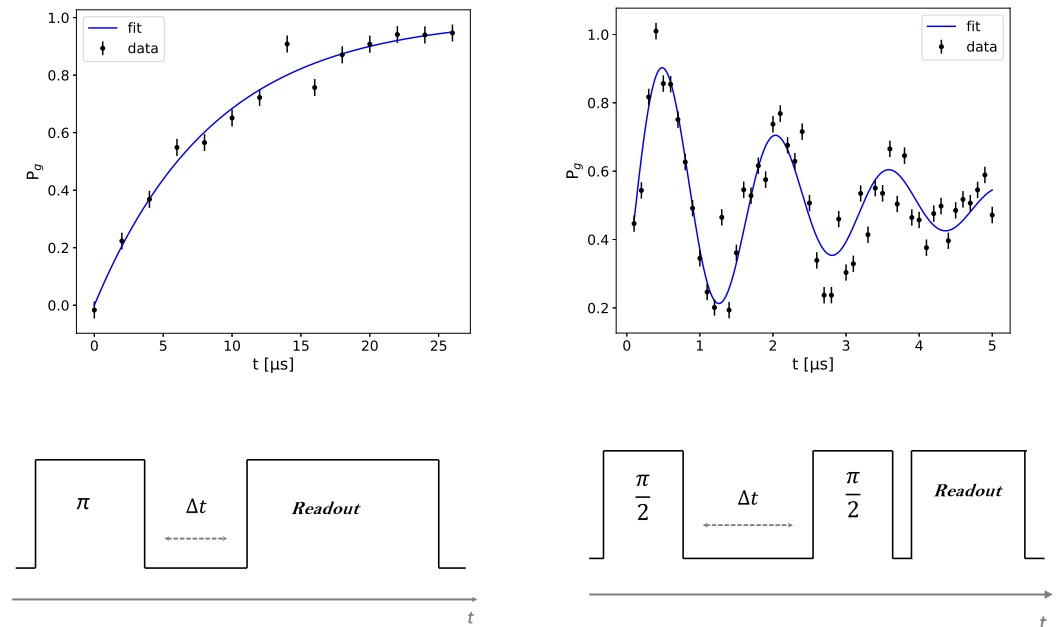 fit
data
1.0
0.8
0.6
0.4
0.2
0.0
P_g
0 5 10 15 20 25
t [μs]
fit
data
1.0
0.8
0.6
0.4
0.2
P_g
0 1 2 3 4 5
t [μs]
π
Δt
Readout
t
π/2
Δt
π/2
Readout
t